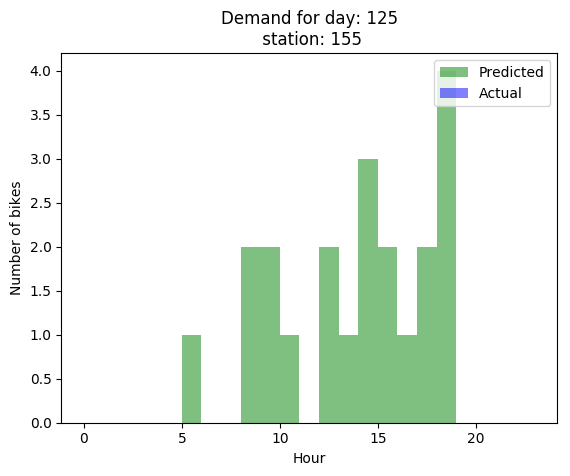 Demand for day: 125
station: 155
Predicted
Actual
4.0
3.5
3.0
2.5
2.0
1.5
1.0
0.5
0.0
Number of bikes
0 5 10 15 20
Hour